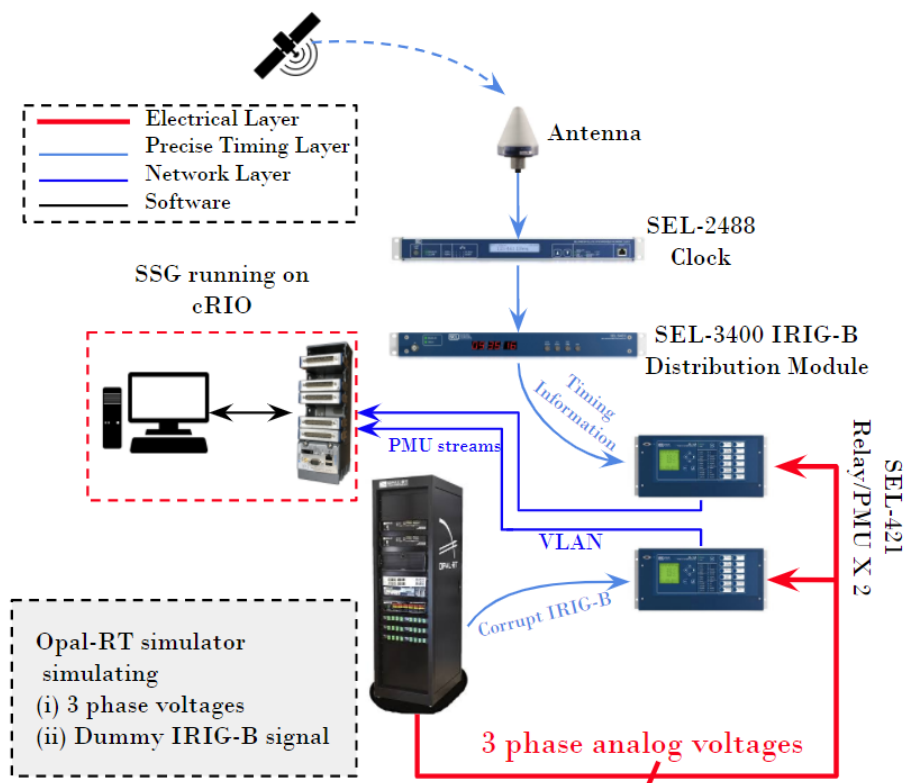 Electrical Layer
Precise Timing Layer
Network Layer
Software
Antenna
SEL-2488
Clock
SSG running on
cRIO
SEL-3400 IRIG-B
Distribution Module
Timing
Information
PMU streams
VLAN
SEL-421
Relay/PMU X 2
OPAL-RT
Corrupt IRIG-B
Opal-RT simulator
simulating
(i) 3 phase voltages
(ii) Dummy IRIG-B signal
3 phase analog voltages